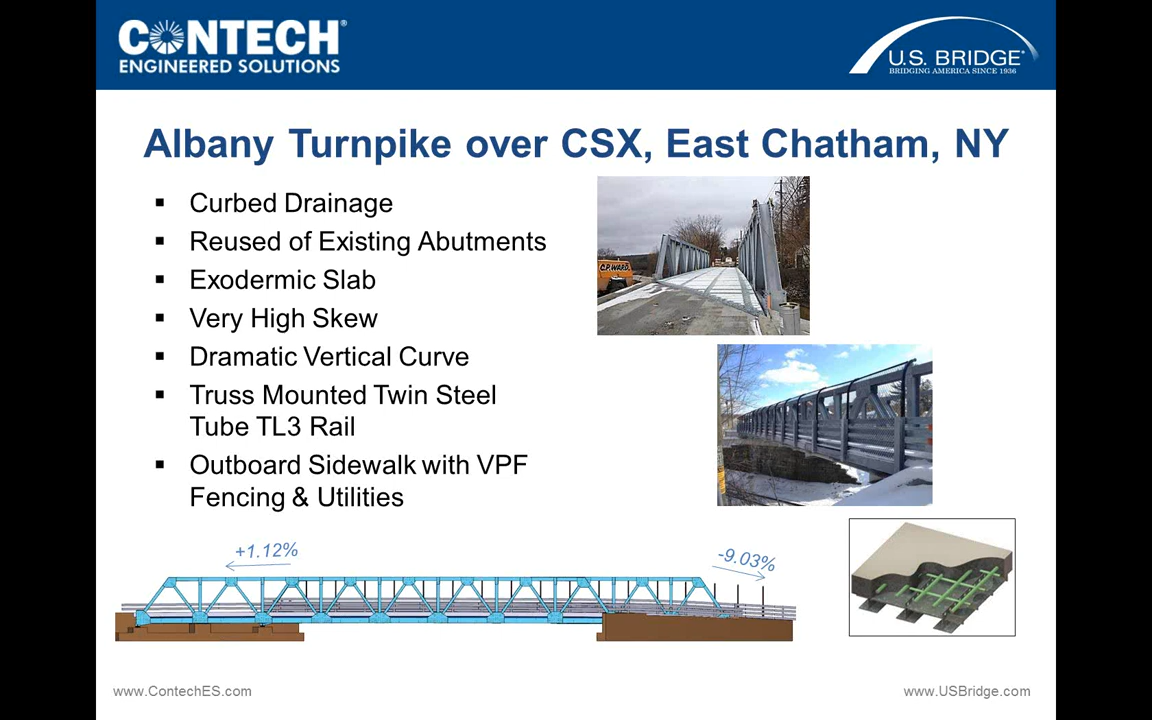 CONTECH®
ENGINEERED SOLUTIONS
U.S. BRIDGE®
BRIDGING AMERICA SINCE 1936
Albany Turnpike over CSX, East Chatham, NY
▪ Curbed Drainage
▪ Reused of Existing Abutments
▪ Exodermic Slab
▪ Very High Skew
▪ Dramatic Vertical Curve
▪ Truss Mounted Twin Steel
Tube TL3 Rail
▪ Outboard Sidewalk with VPF
Fencing & Utilities
C.P. WARD
+1.12%
-9.03%
www.ContechES.com
www.USBridge.com